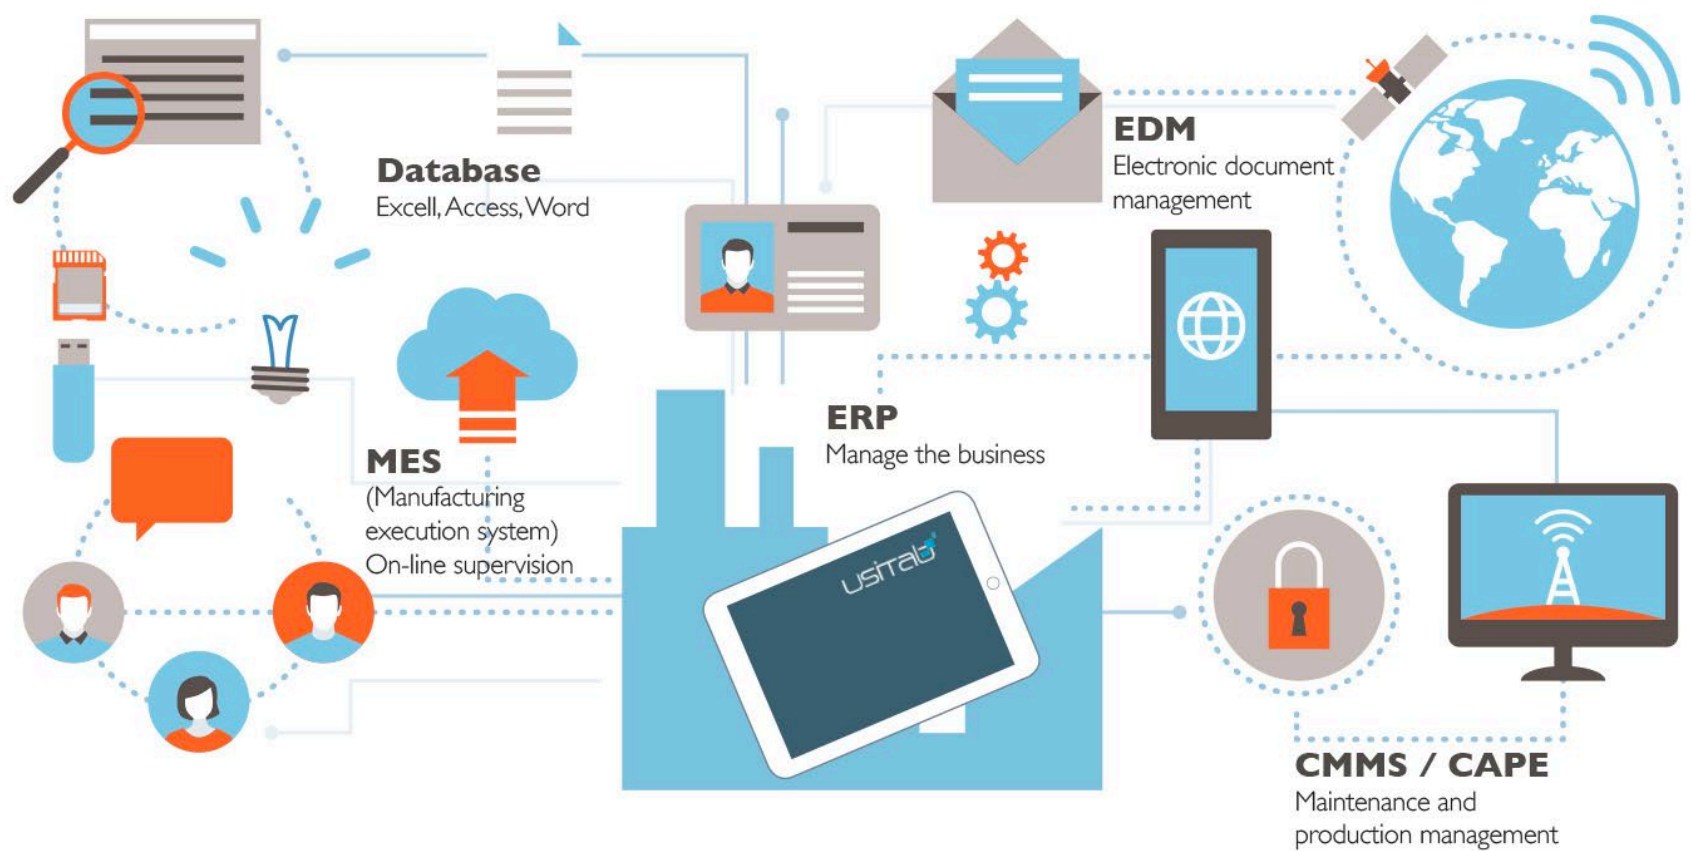 Database
Excell, Access, Word
EDM
Electronic document
management
ERP
Manage the business
MES
(Manufacturing
execution system)
On-line supervision
usitab
CMMS / CAPE
Maintenance and
production management